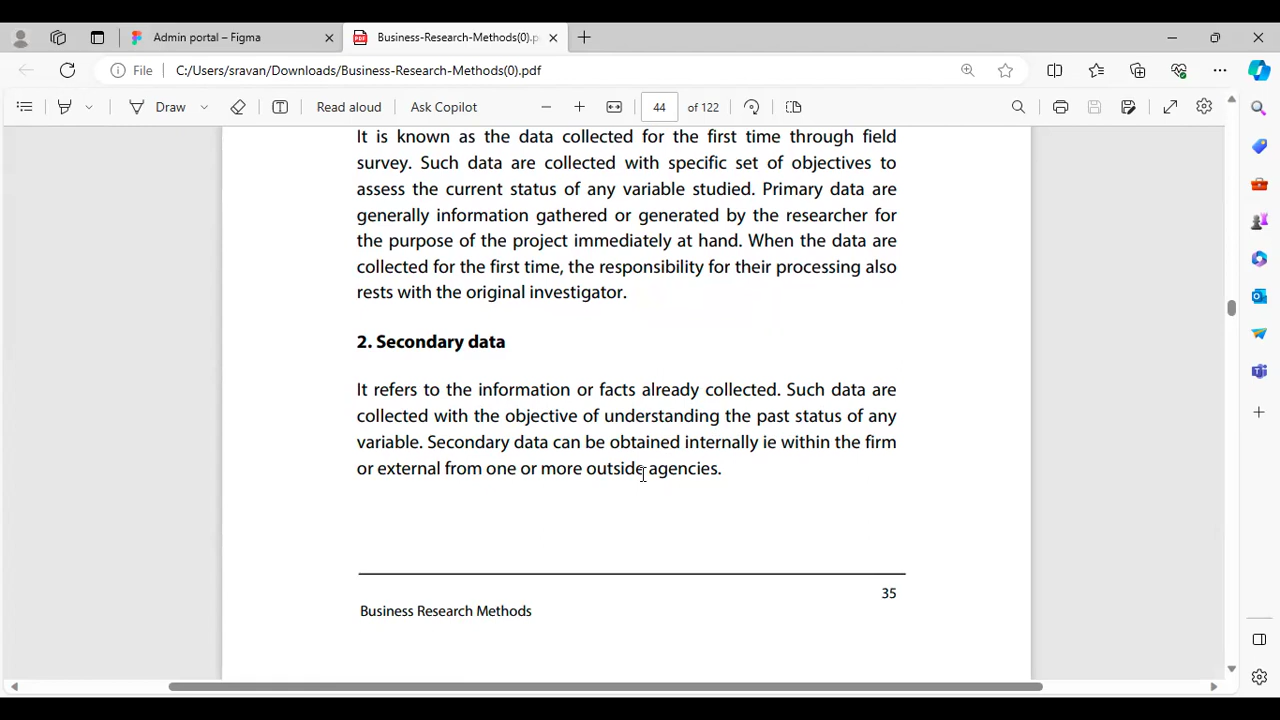 Admin portal – Figma
Business-Research-Methods(0).p
File
C:/Users/sravan/Downloads/Business-Research-Methods(0).pdf
Draw
Read aloud
Ask Copilot
44
of 122
It is known as the data collected for the first time through field
survey. Such data are collected with specific set of objectives to
assess the current status of any variable studied. Primary data are
generally information gathered or generated by the researcher for
the purpose of the project immediately at hand. When the data are
collected for the first time, the responsibility for their processing also
rests with the original investigator.
2. Secondary data
It refers to the information or facts already collected. Such data are
collected with the objective of understanding the past status of any
variable. Secondary data can be obtained internally ie within the firm
or external from one or more outside agencies.
35
Business Research Methods